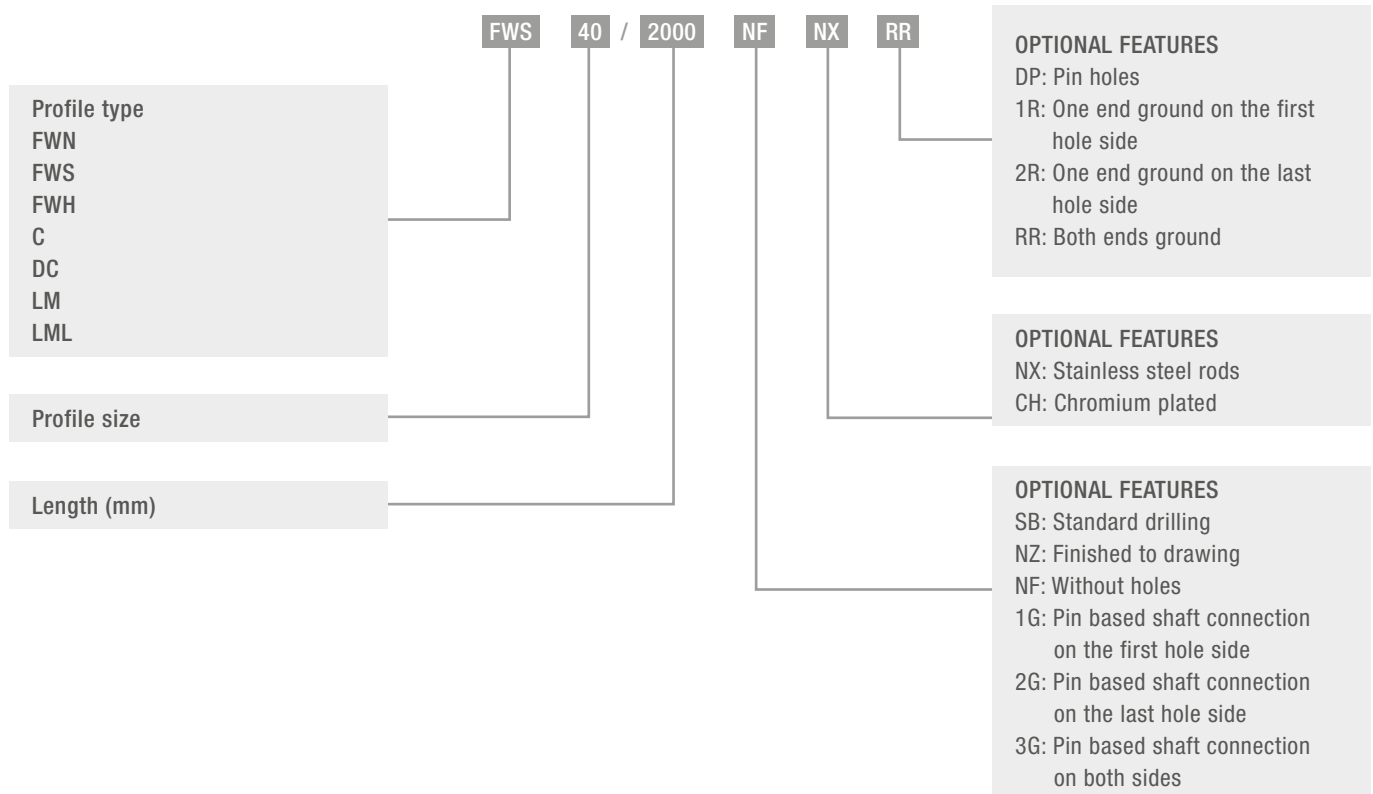 FWS 40 / 2000 NF NX RR
Profile type
FWN
FWS
FWH
C
DC
LM
LML
Profile size
Length (mm)
OPTIONAL FEATURES
DP: Pin holes
1R: One end ground on the first
hole side
2R: One end ground on the last
hole side
RR: Both ends ground
OPTIONAL FEATURES
NX: Stainless steel rods
CH: Chromium plated
OPTIONAL FEATURES
SB: Standard drilling
NZ: Finished to drawing
NF: Without holes
1G: Pin based shaft connection
on the first hole side
2G: Pin based shaft connection
on the last hole side
3G: Pin based shaft connection
on both sides